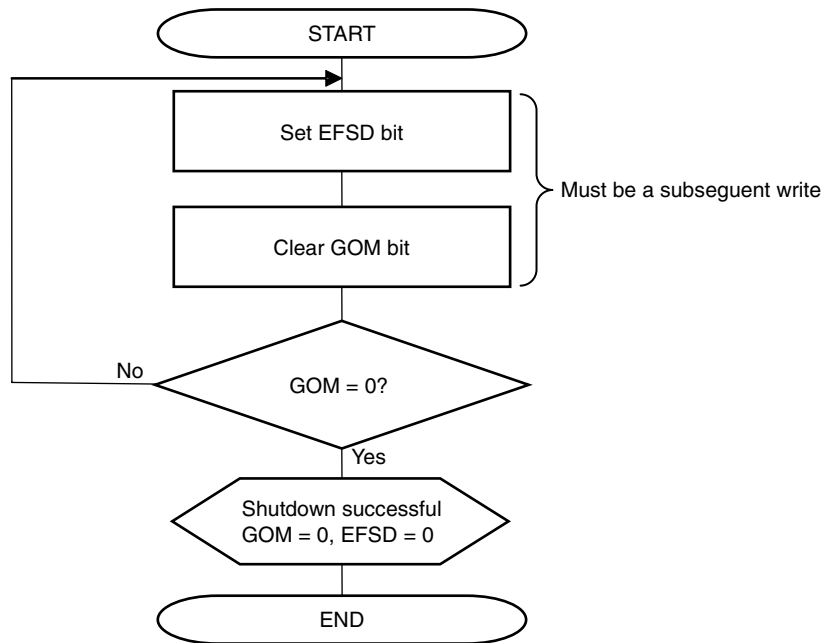 START
Set EFSD bit
Must be a subseguent write
Clear GOM bit
No
GOM = 0?
Yes
Shutdown successful
GOM = 0, EFSD = 0
END